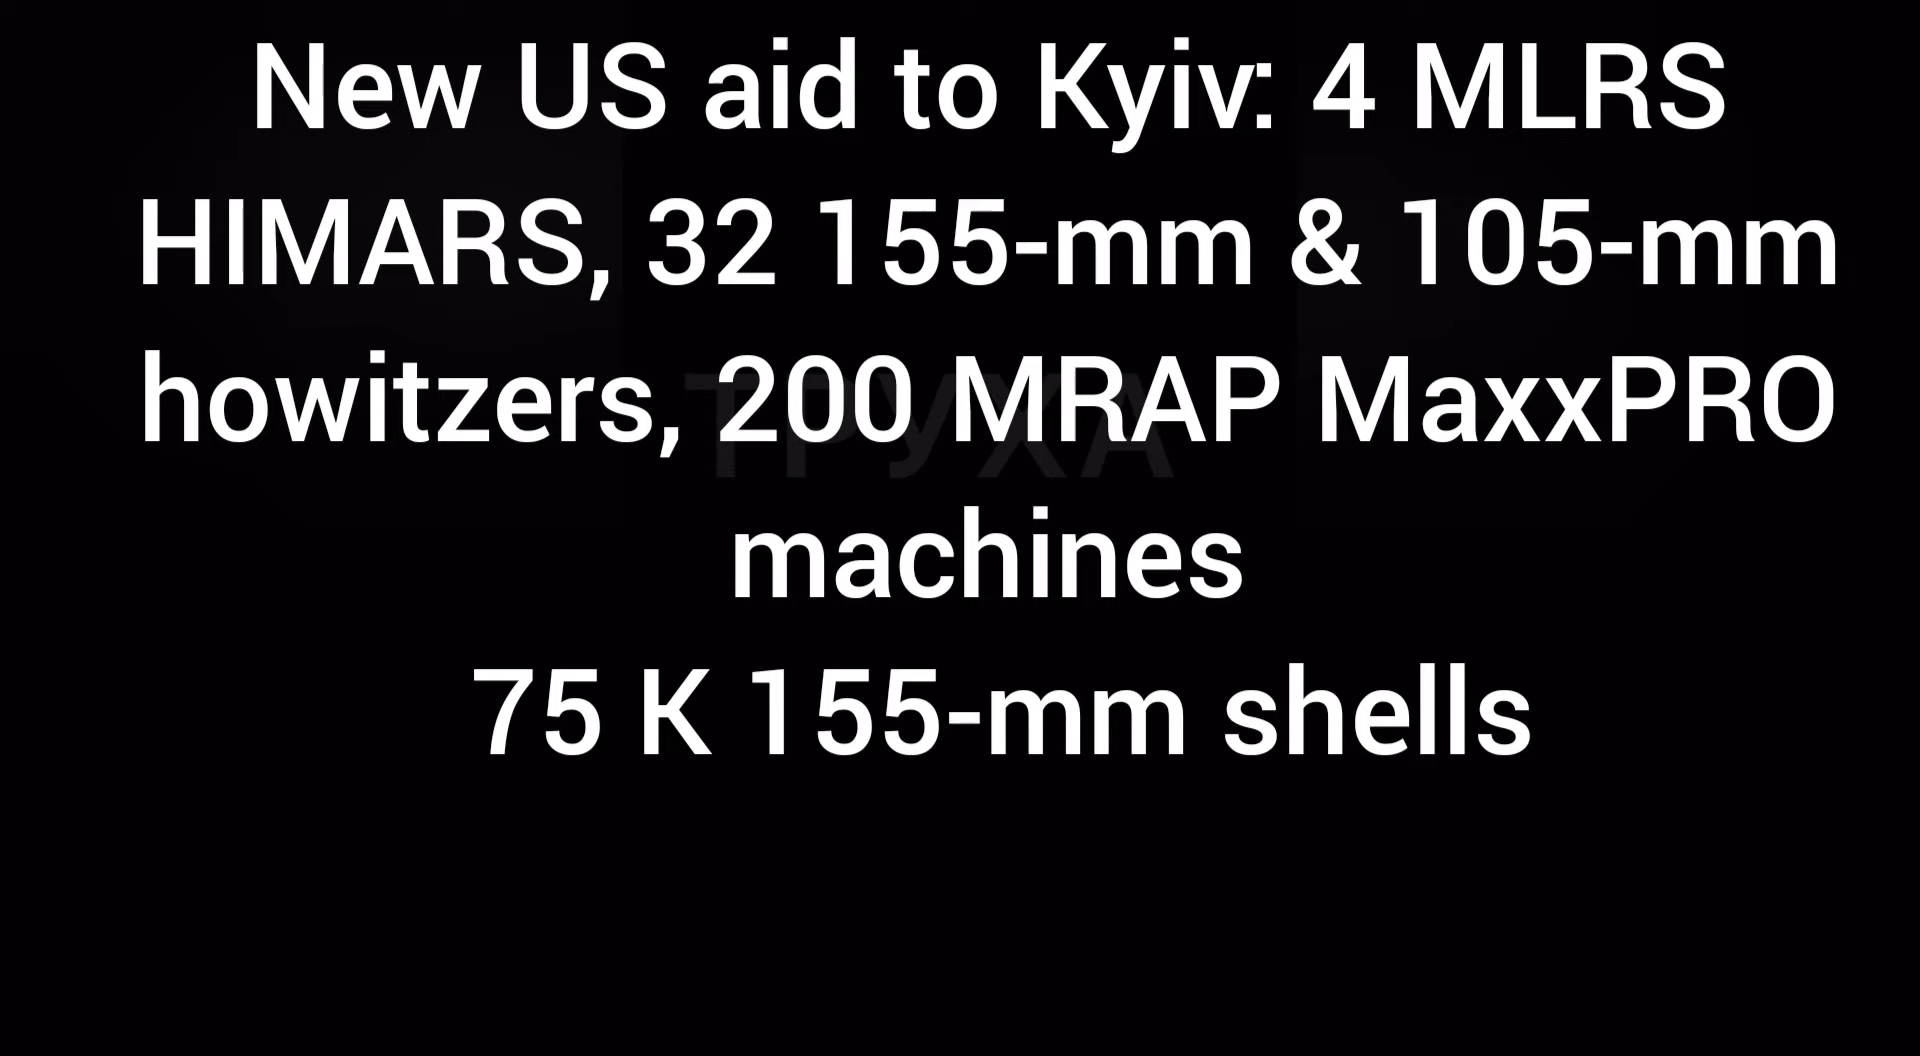 New US aid to Kyiv: 4 MLRS
HIMARS, 32 155-mm & 105-mm
howitzers, 200 MRAP MaxxPRO
ТРУХА
machines
75 K 155-mm shells